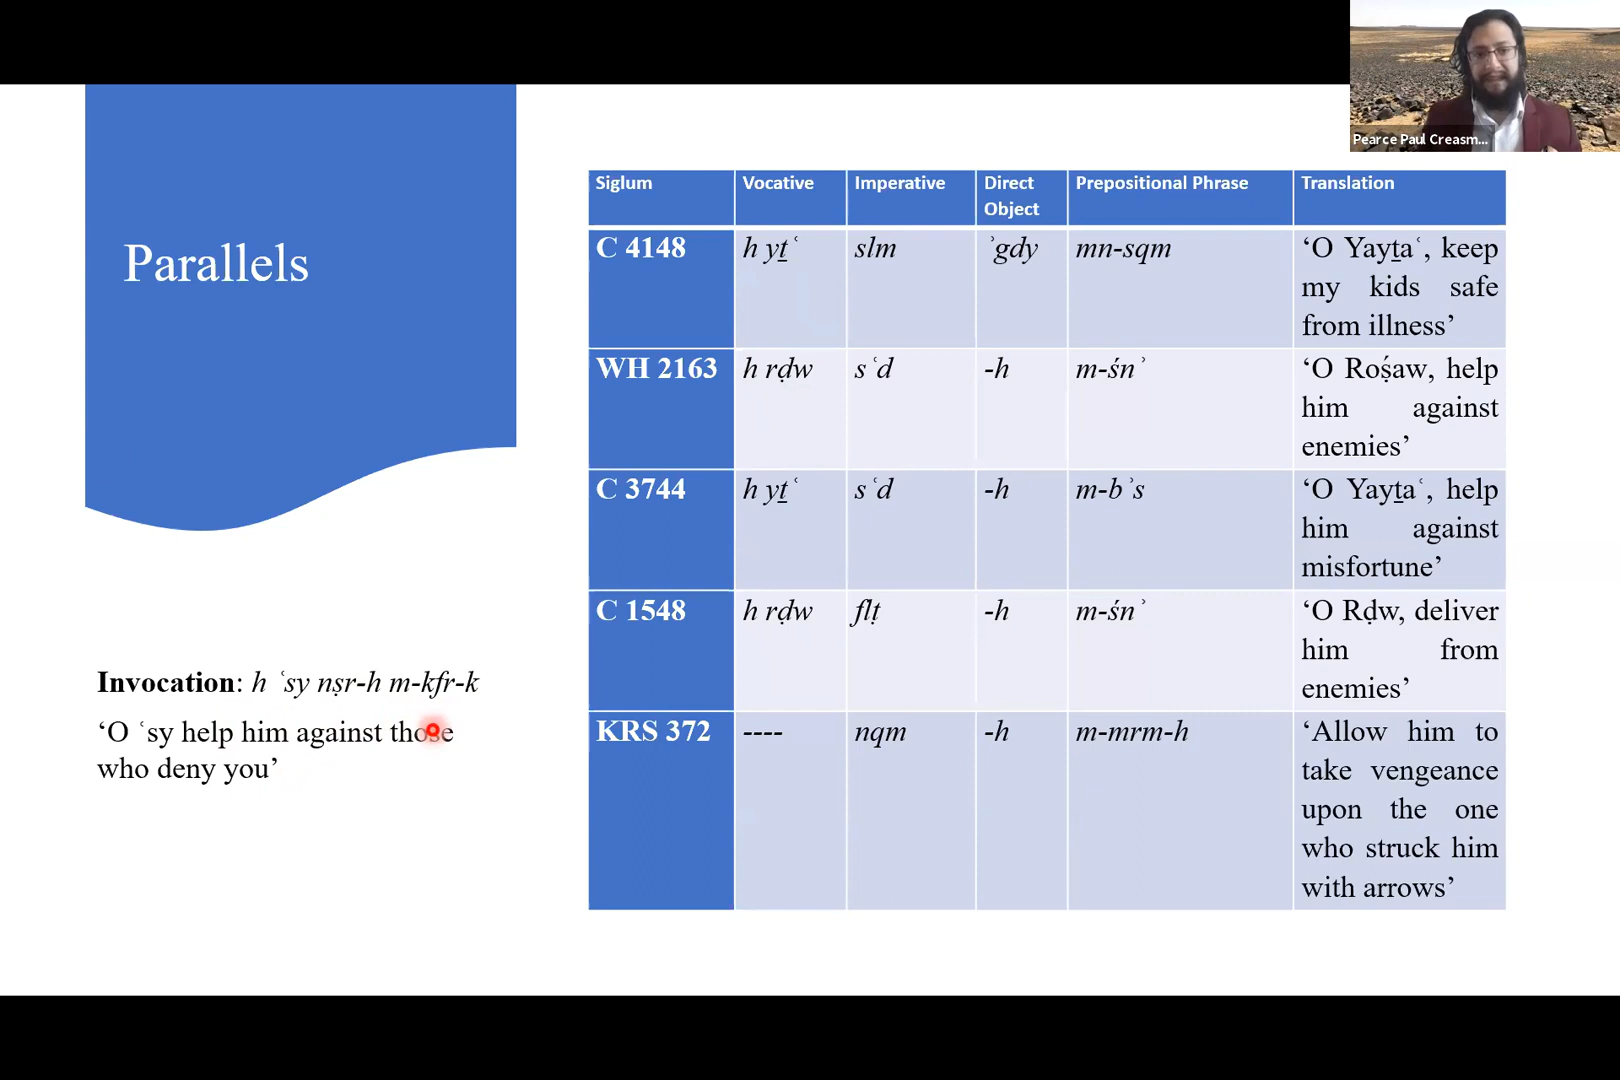 Pearce Paul Creasm...
Parallels
Invocation: h ʿsy nṣr-h m-kfr-k
‘O ʿsy help him against those
who deny you’
Siglum Vocative Imperative Direct Object Prepositional Phrase Translation
C 4148 h yṯʿ slm ʾgdy mn-sqm ‘O Yayṯaʿ, keep
my kids safe
from illness’
WH 2163 h rḍw sʿd -h m-śnʾ ‘O Roṣ́aw, help
him against
enemies’
C 3744 h yṯʿ sʿd -h m-bʾs ‘O Yayṯaʿ, help
him against
misfortune’
C 1548 h rḍw flṭ -h m-śnʾ ‘O Rḍw, deliver
him from
enemies’
KRS 372 ---- nqm -h m-mrm-h ‘Allow him to
take vengeance
upon the one
who struck him
with arrows’